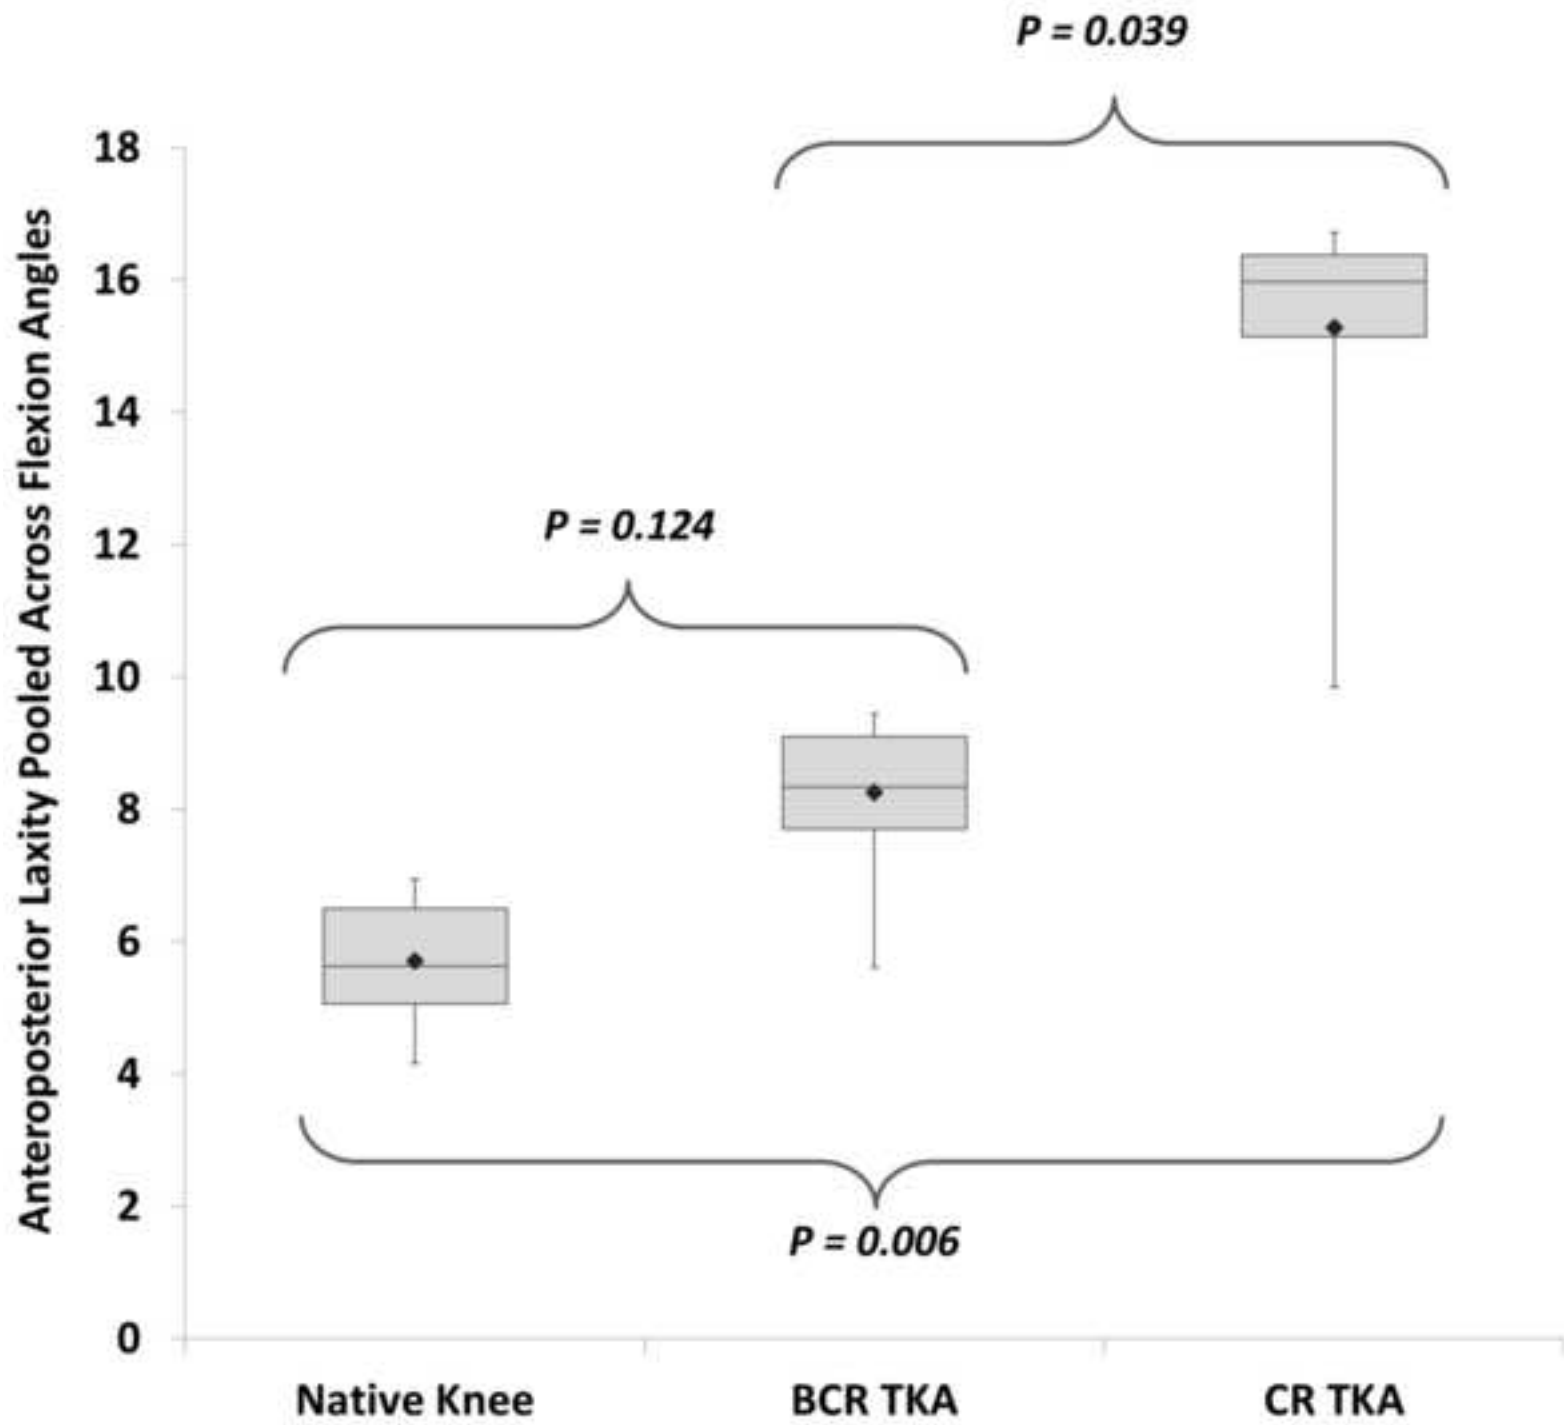 P = 0.039
18
16
14
12
10
8
6
4
2
0
Anteroposterior Laxity Pooled Across Flexion Angles
P = 0.124
P = 0.006
Native Knee
BCR TKA
CR TKA